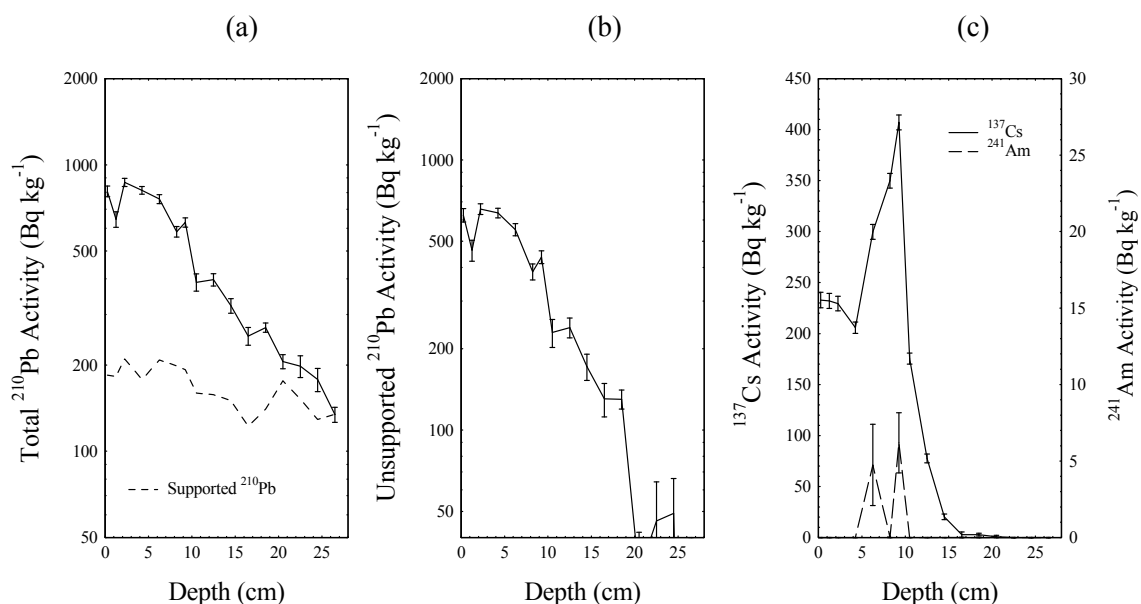 (a)
(b)
(c)
Total ²¹⁰Pb Activity (Bq kg⁻¹)
2000
1000
500
200
100
50
Supported ²¹⁰Pb
0 5 10 15 20 25
Depth (cm)
Unsupported ²¹⁰Pb Activity (Bq kg⁻¹)
2000
1000
500
200
100
50
0 5 10 15 20 25
Depth (cm)
¹³⁷Cs Activity (Bq kg⁻¹)
450
400
350
300
250
200
150
100
50
0
¹³⁷Cs
²⁴¹Am
0 5 10 15 20 25
Depth (cm)
30
25
20
15
10
5
0
²⁴¹Am Activity (Bq kg⁻¹)